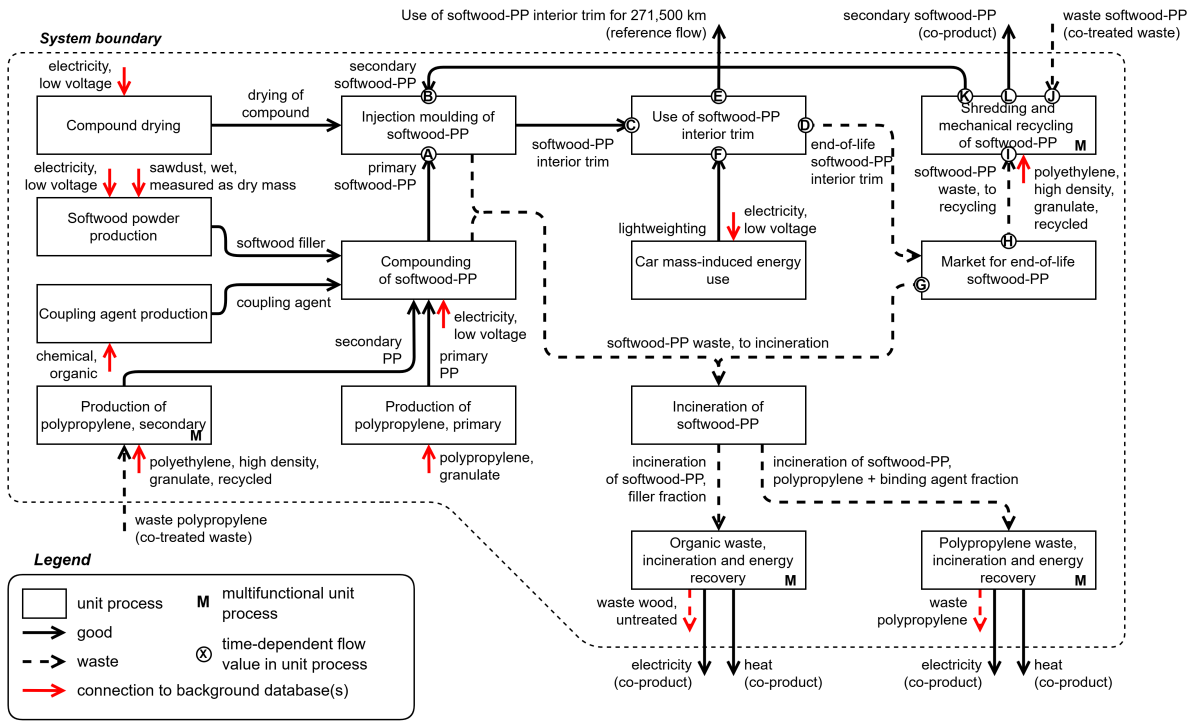 Use of softwood-PP interior trim for 271,500 km
(reference flow)
secondary softwood-PP
(co-product)
waste softwood-PP
(co-treated waste)
System boundary
electricity,
low voltage
Compound drying
drying of
compound
secondary
softwood-PP
B
Injection moulding of
softwood-PP
A
primary
softwood-PP
softwood-PP
interior trim
C
E
Use of softwood-PP
interior trim
D
F
end-of-life
softwood-PP
interior trim
K
L
J
Shredding and
mechanical recycling
of softwood-PP
M
I
softwood-PP
waste, to
recycling
polyethylene,
high density,
granulate,
recycled
electricity,
low voltage
sawdust, wet,
measured as dry mass
Softwood powder
production
softwood filler
Compounding
of softwood-PP
lightweighting
electricity,
low voltage
Car mass-induced energy
use
H
Market for end-of-life
softwood-PP
G
Coupling agent production
coupling agent
chemical,
organic
secondary
PP
primary
PP
electricity,
low voltage
softwood-PP waste, to incineration
Production of
polypropylene, secondary
M
Production of
polypropylene, primary
Incineration of
softwood-PP
polyethylene, high density,
granulate, recycled
polypropylene,
granulate
incineration
of softwood-PP,
filler fraction
incineration of softwood-PP,
polypropylene + binding agent fraction
waste polypropylene
(co-treated waste)
Organic waste,
incineration and energy
recovery
M
Polypropylene waste,
incineration and energy
recovery
M
waste wood,
untreated
waste
polypropylene
electricity
(co-product)
heat
(co-product)
electricity
(co-product)
heat
(co-product)
Legend
unit process
good
waste
connection to background database(s)
M
multifunctional unit
process
X
time-dependent flow
value in unit process